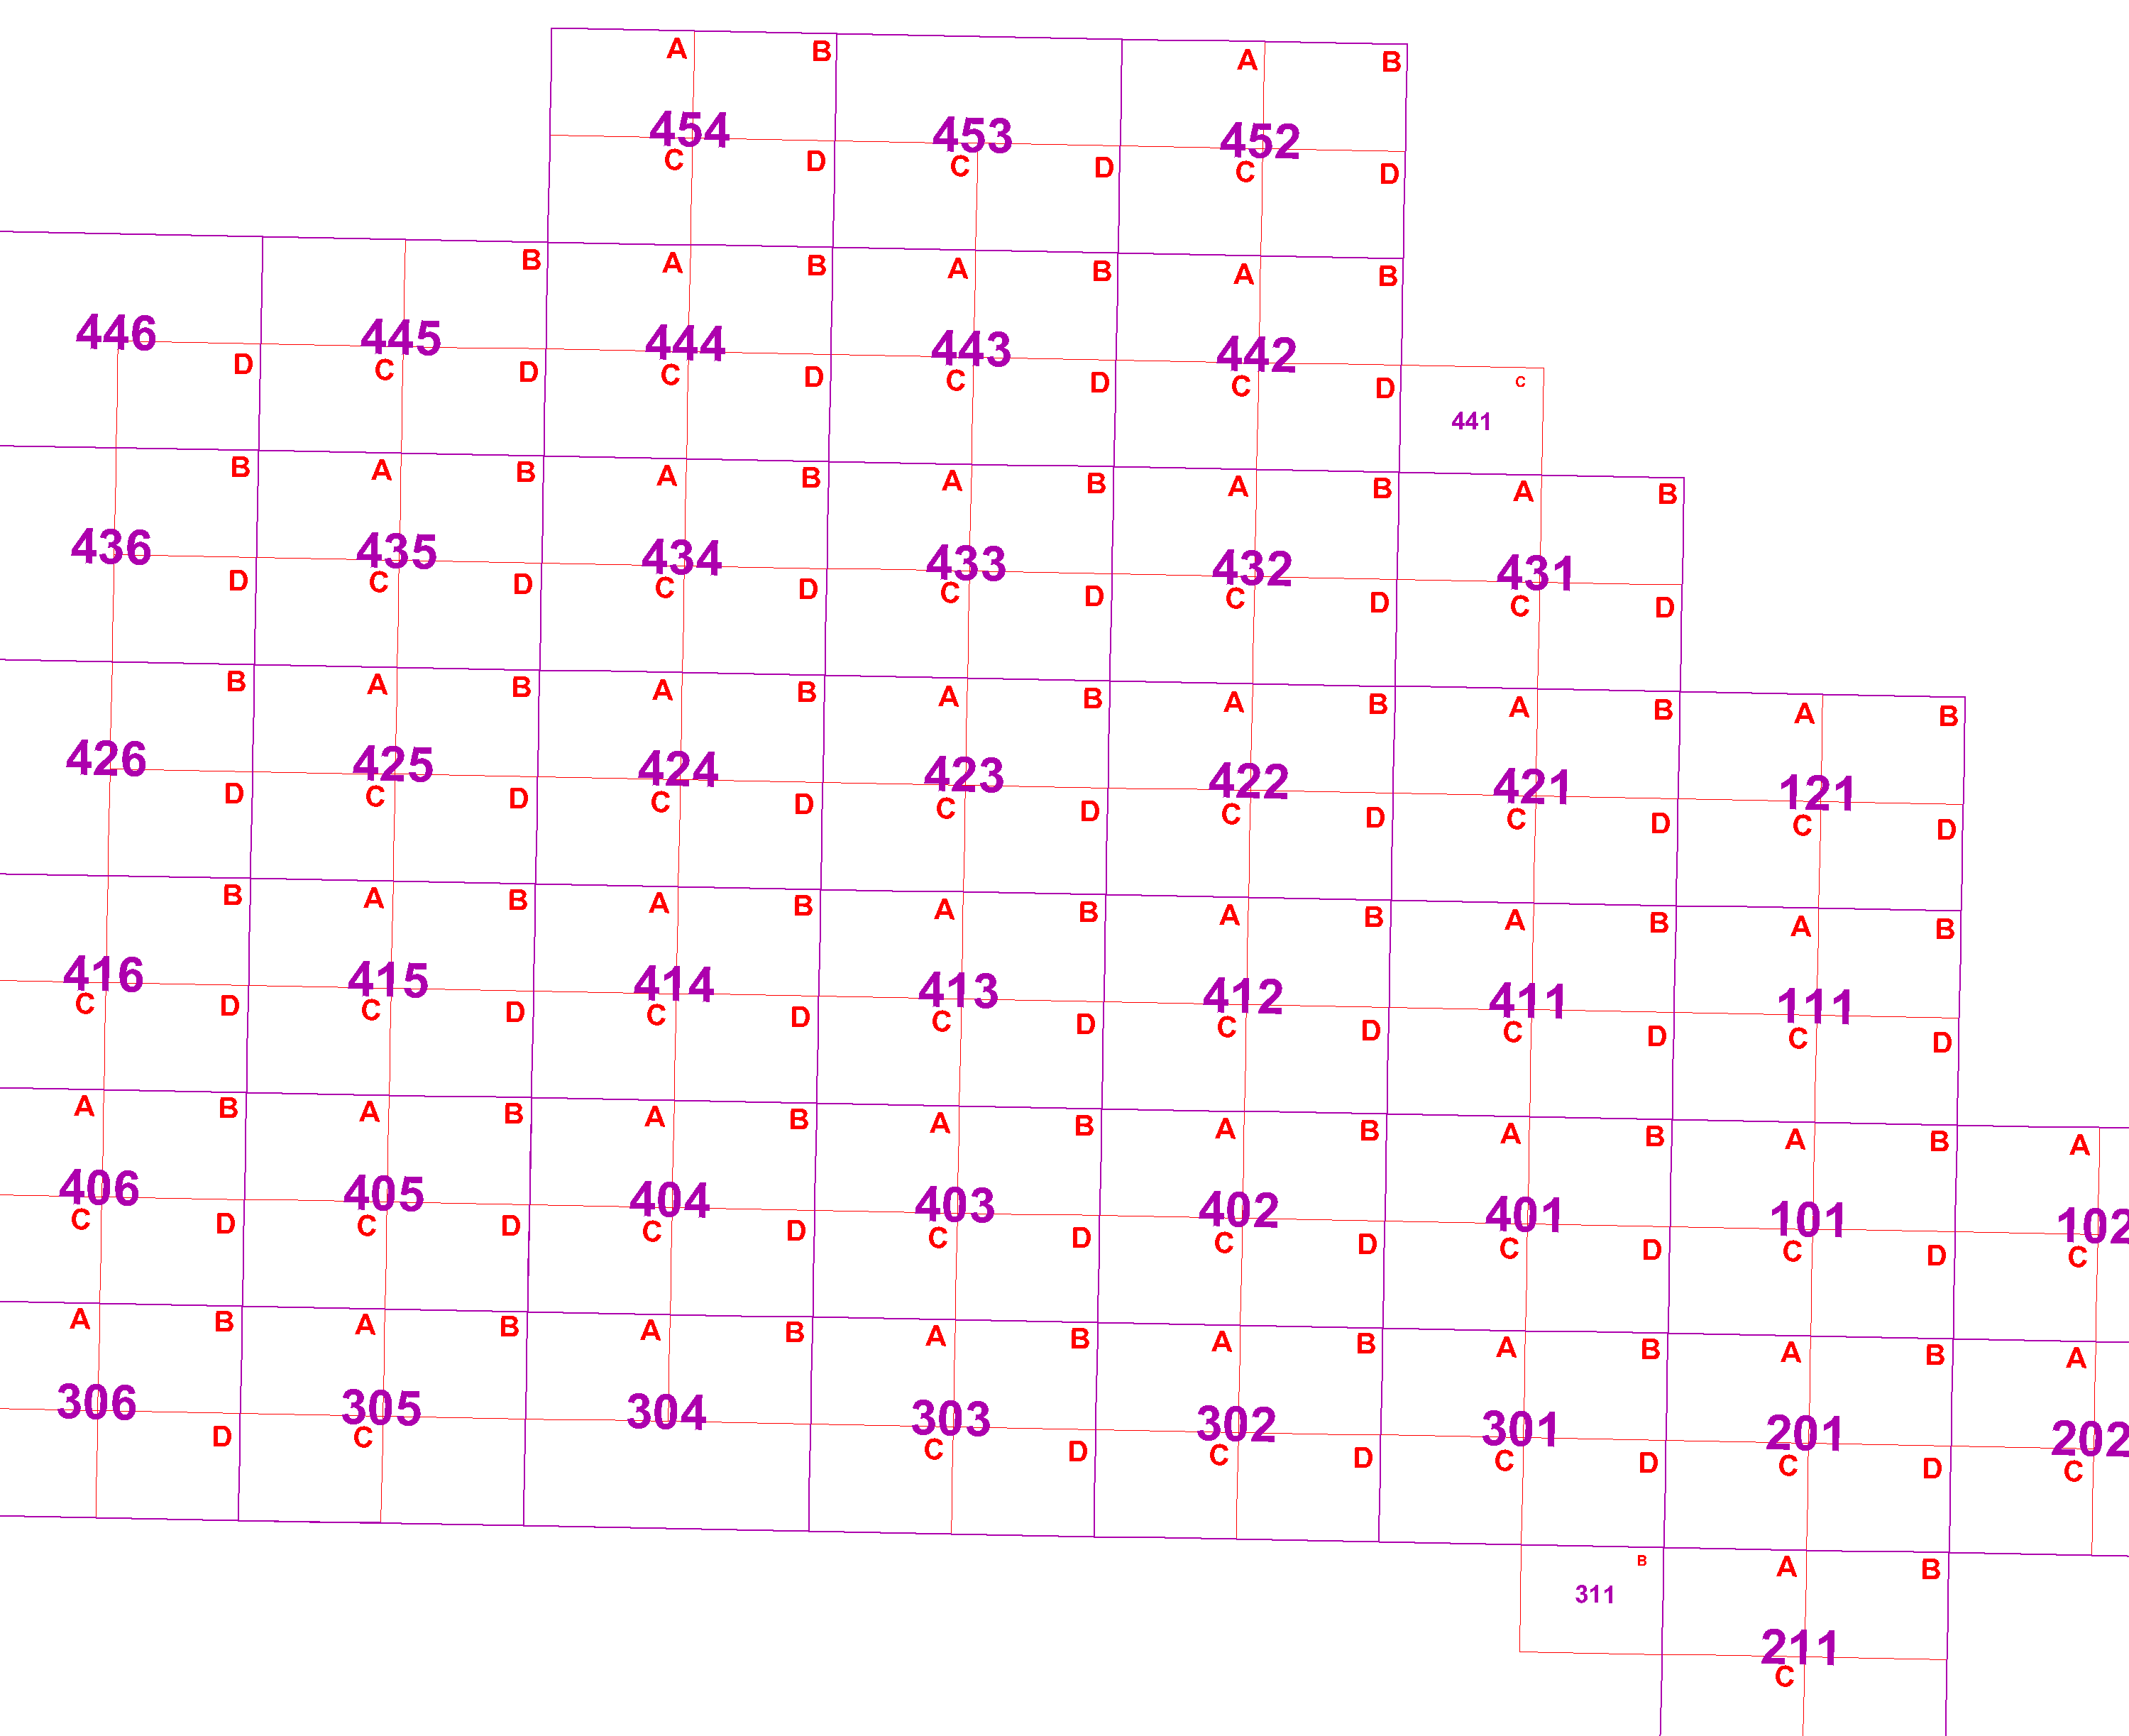 A B A B
454 453 452
C D C D C D
B A B A B A B
446 445 444 443 442
D C D C D C D C D C
441
B A B A B A B A B A B
436 435 434 433 432 431
D C D C D C D C D C D
B A B A B A B A B A B A B
426 425 424 423 422 421 121
D C D C D C D C D C D C D
B A B A B A B A B A B A B
416 415 414 413 412 411 111
C D C D C D C D C D C D C D
A B A B A B A B A B A B A B A
406 405 404 403 402 401 101 102
C D C D C D C D C D C D C D C
A B A B A B A B A B A B A B A
306 305 304 303 302 301 201 202
D C C D C D C D C D C
B A B
311 211
C